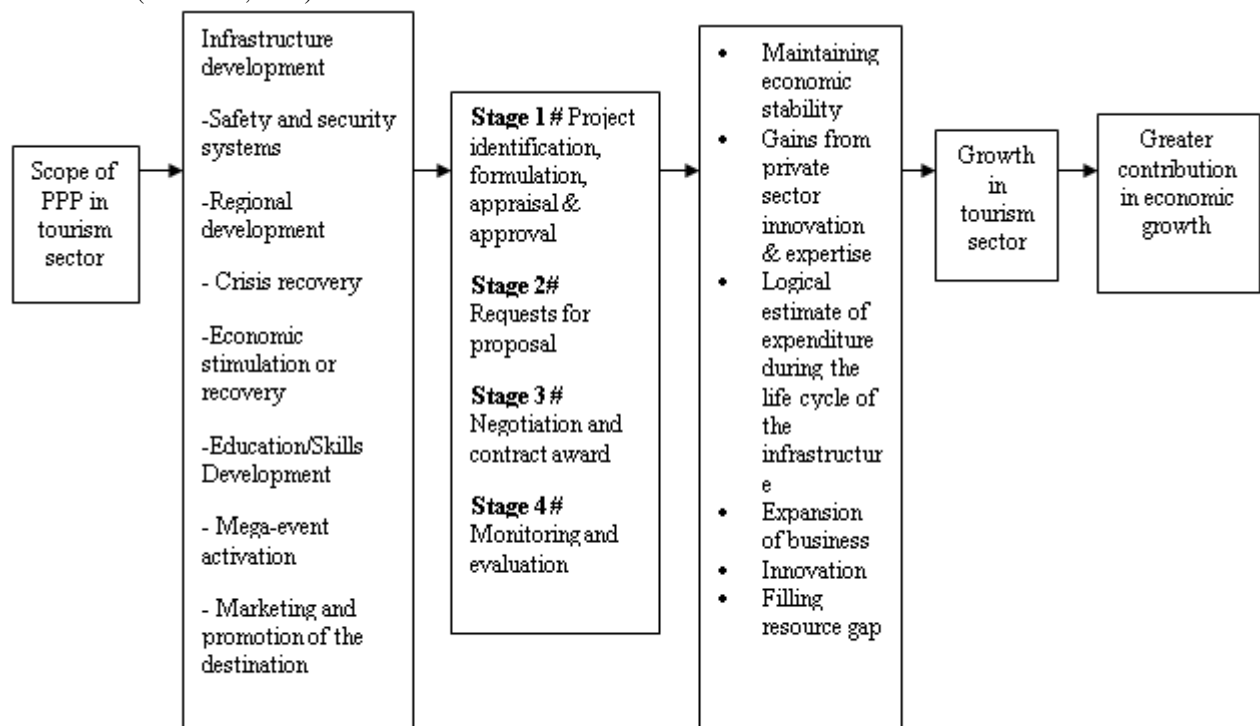 Scope of
PPP in
tourism
sector
Infrastructure
development
-Safety and security
systems
-Regional
development
- Crisis recovery
-Economic
stimulation or
recovery
-Education/Skills
Development
- Mega-event
activation
- Marketing and
promotion of the
destination
Stage 1 # Project
identification,
formulation,
appraisal &
approval
Stage 2#
Requests for
proposal
Stage 3 #
Negotiation and
contract award
Stage 4 #
Monitoring and
evaluation
• Maintaining
economic
stability
• Gains from
private
sector
innovation
& expertise
• Logical
estimate of
expenditure
during the
life cycle of
the
infrastructur
e
• Expansion
of business
• Innovation
• Filling
resource gap
Growth
in
tourism
sector
Greater
contribution
in economic
growth